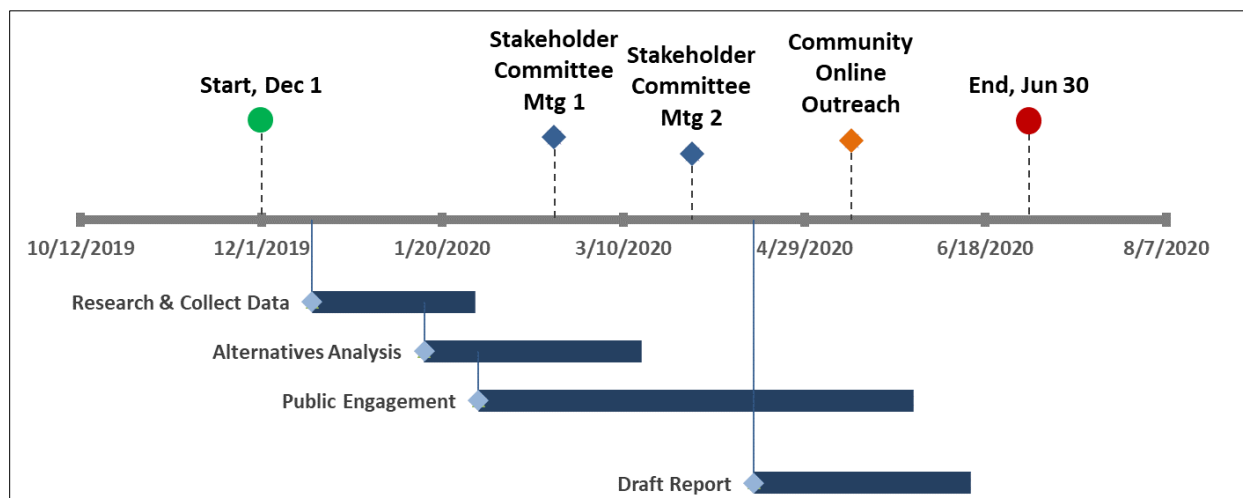 Start, Dec 1
Stakeholder
Committee
Mtg 1
Stakeholder
Committee
Mtg 2
Community
Online
Outreach
End, Jun 30
10/12/2019
12/1/2019
1/20/2020
3/10/2020
4/29/2020
6/18/2020
8/7/2020
Research & Collect Data
Alternatives Analysis
Public Engagement
Draft Report